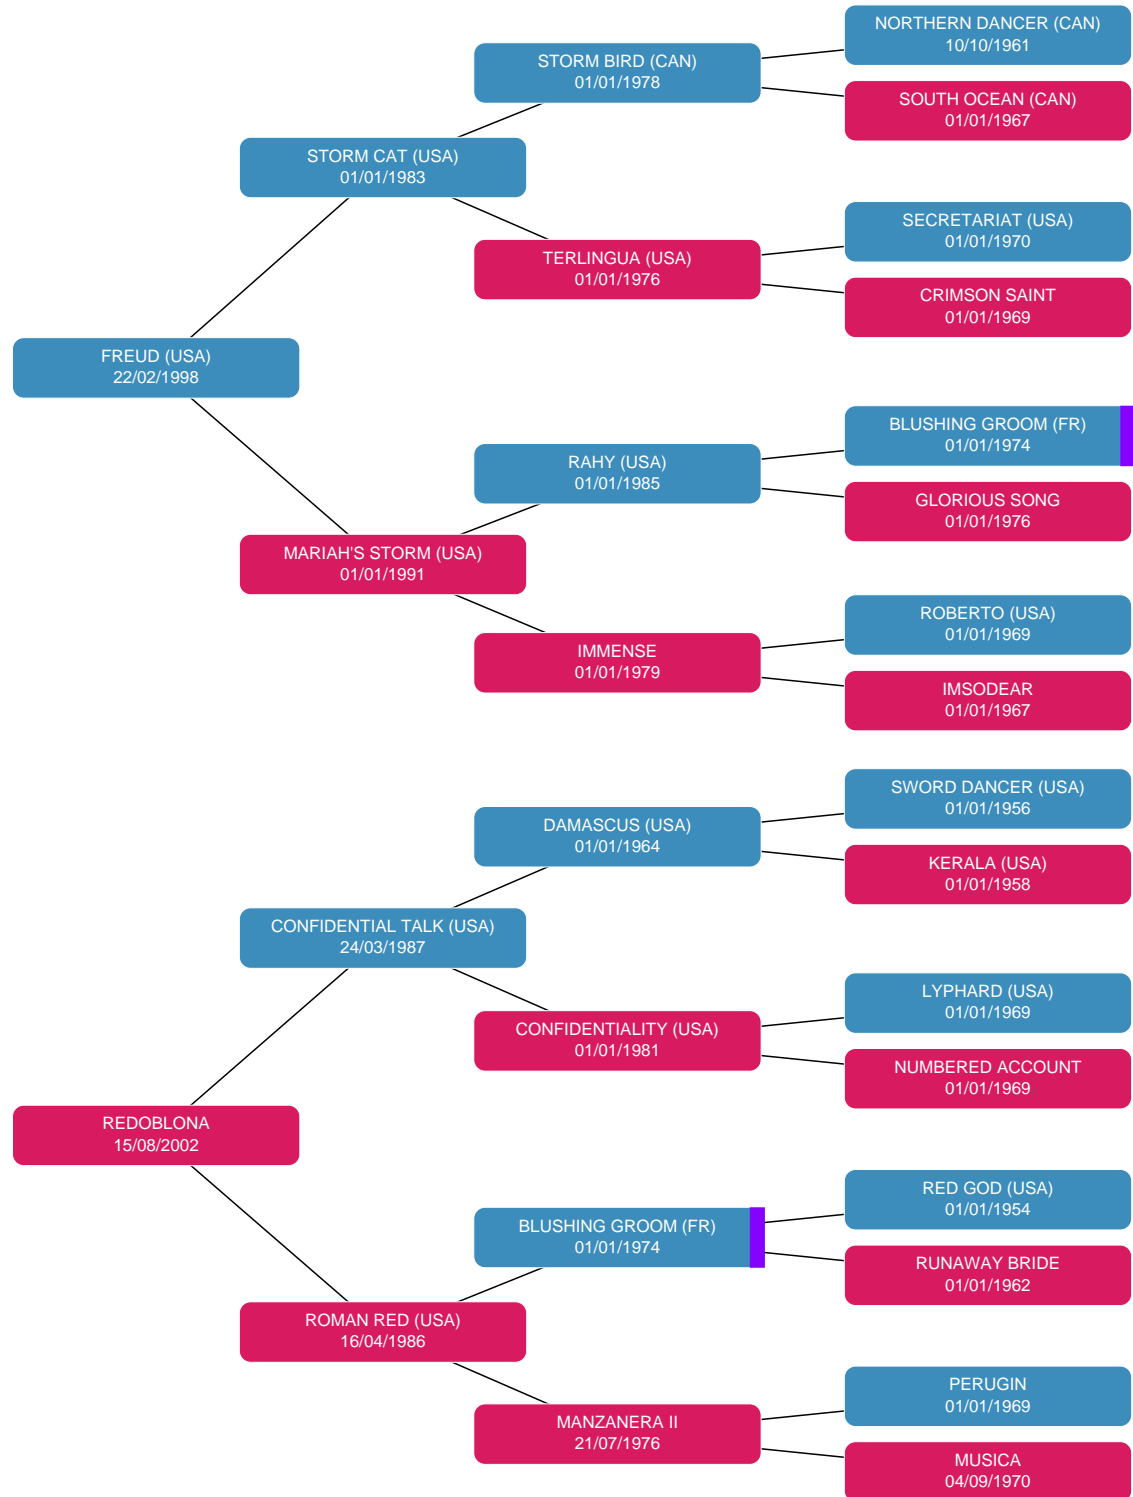 NORTHERN DANCER (CAN)
10/10/1961
STORM BIRD (CAN)
01/01/1978
SOUTH OCEAN (CAN)
01/01/1967
STORM CAT (USA)
01/01/1983
SECRETARIAT (USA)
01/01/1970
TERLINGUA (USA)
01/01/1976
CRIMSON SAINT
01/01/1969
FREUD (USA)
22/02/1998
BLUSHING GROOM (FR)
01/01/1974
RAHY (USA)
01/01/1985
GLORIOUS SONG
01/01/1976
MARIAH'S STORM (USA)
01/01/1991
ROBERTO (USA)
01/01/1969
IMMENSE
01/01/1979
IMSODEAR
01/01/1967
SWORD DANCER (USA)
01/01/1956
DAMASCUS (USA)
01/01/1964
KERALA (USA)
01/01/1958
CONFIDENTIAL TALK (USA)
24/03/1987
LYPHARD (USA)
01/01/1969
CONFIDENTIALITY (USA)
01/01/1981
NUMBERED ACCOUNT
01/01/1969
REDOBLONA
15/08/2002
RED GOD (USA)
01/01/1954
BLUSHING GROOM (FR)
01/01/1974
RUNAWAY BRIDE
01/01/1962
ROMAN RED (USA)
16/04/1986
PERUGIN
01/01/1969
MANZANERA II
21/07/1976
MUSICA
04/09/1970